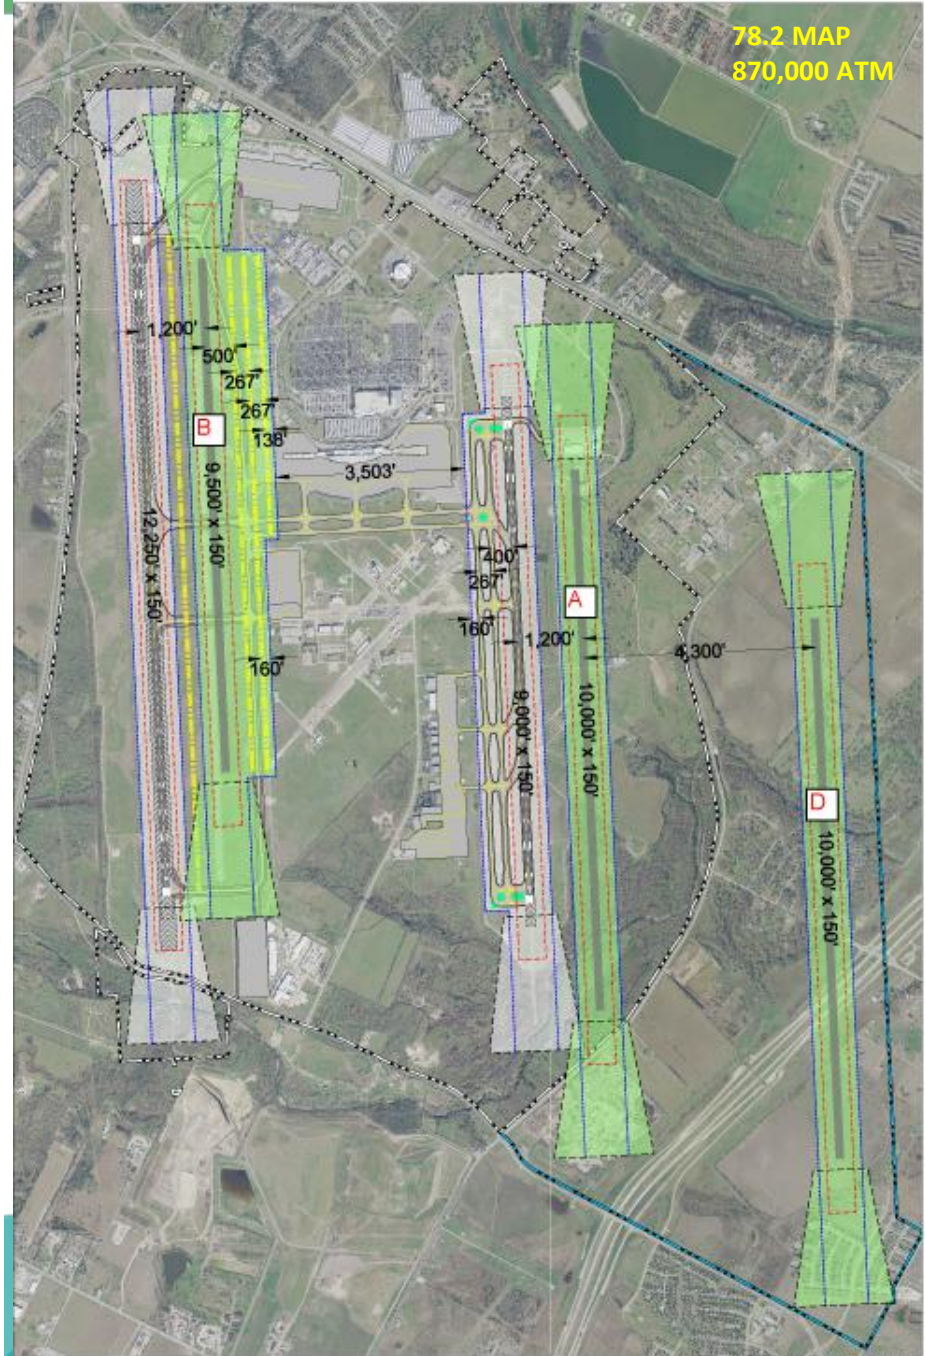 78.2 MAP
870,000 ATM
1,200'
500'
267'
267'
138'
B
3,503'
9,500' x 150'
12,250' x 150'
400'
267'
A
160'
1,200'
4,300'
160'
9,000' x 150'
10,000' x 150'
D
10,000' x 150'